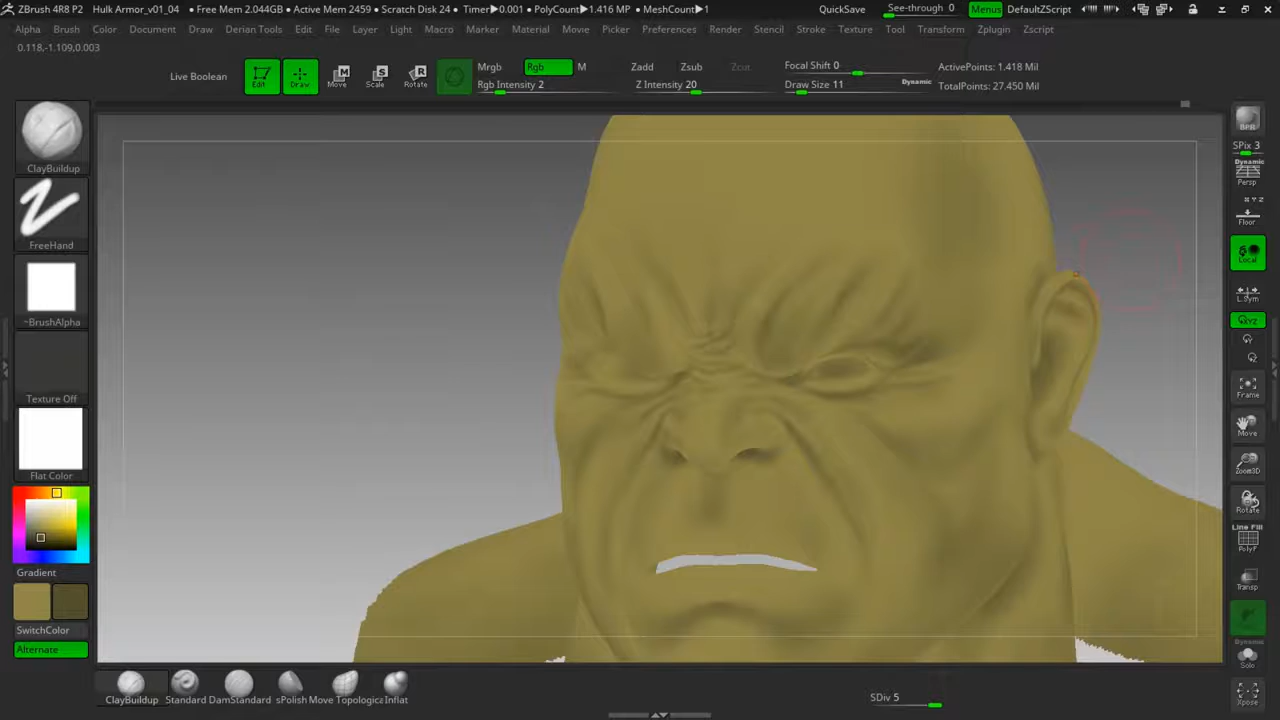 ZBrush 4R8 P2 Hulk Armor_v01_04 • Free Mem 2.044GB • Active Mem 2459 • Scratch Disk 24 • Timer▶0.001 • PolyCount▶1.416 MP • MeshCount▶1 QuickSave See-through 0 Menus DefaultZScript
Alpha Brush Color Document Draw Derian Tools Edit File Layer Light Macro Marker Material Movie Picker Preferences Render Stencil Stroke Texture Tool Transform Zplugin Zscript
0.118,-1.109,0.003
Live Boolean Edit Draw Move Scale Rotate
Mrgb Rgb M Zadd Zsub Zcut Focal Shift 0 ActivePoints: 1.418 Mil
Rgb Intensity 2 Z Intensity 20 Draw Size 11 Dynamic TotalPoints: 27.450 Mil
ClayBuildup
FreeHand
~BrushAlpha
Texture Off
Flat Color
Gradient
SwitchColor
Alternate
BPR
SPix 3
Dynamic
Persp
X Y Z
Floor
Local
L.Sym
XYZ
Frame
Move
Zoom3D
Rotate
Line Fill
PolyF
Transp
Dynamic
Solo
Xpose
ClayBuildup Standard DamStandard sPolish Move Topologica Inflat
SDiv 5